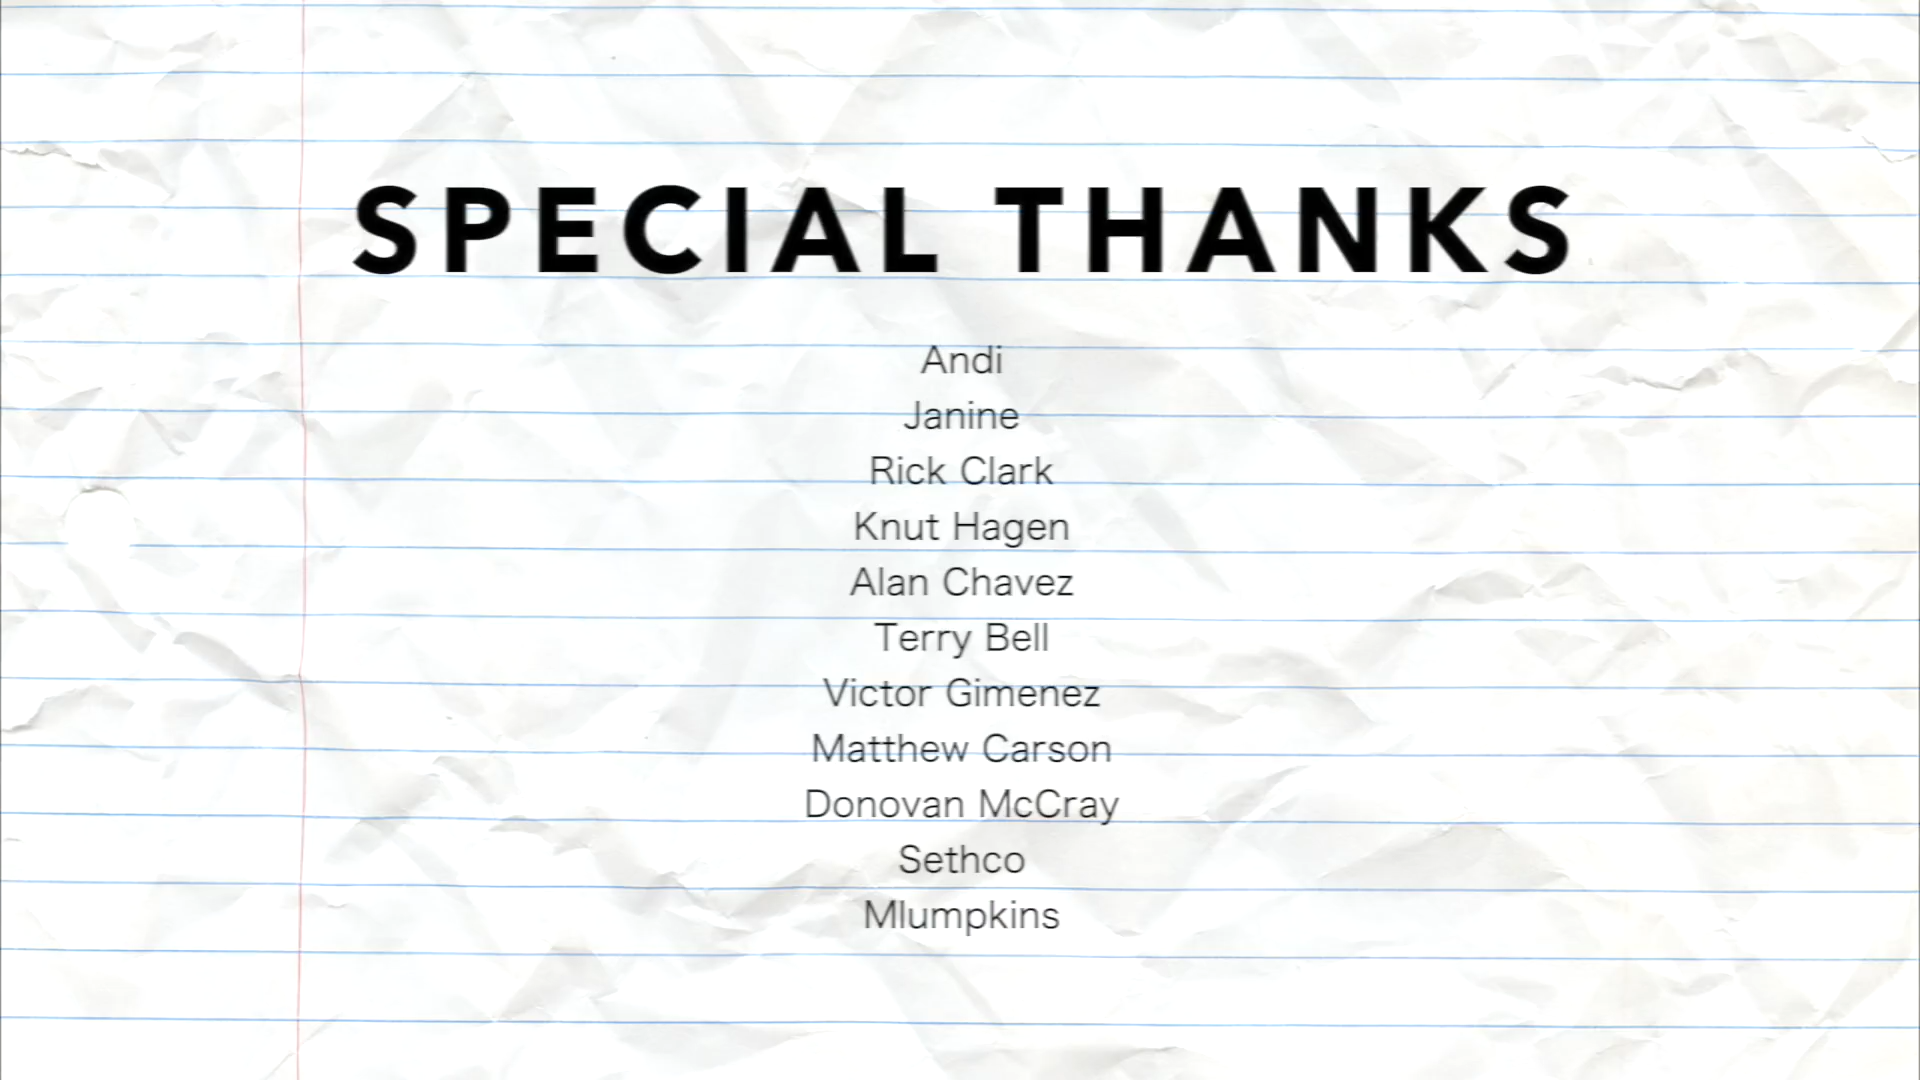 SPECIAL THANKS
Andi
Janine
Rick Clark
Knut Hagen
Alan Chavez
Terry Bell
Victor Gimenez
Matthew Carson
Donovan McCray
Sethco
Mlumpkins